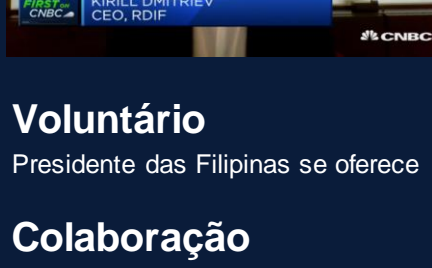 FIRST ON
CNBC
KIRILL DMITRIEV
CEO, RDIF
CNBC
Voluntário
Presidente das Filipinas se oferece
Colaboração